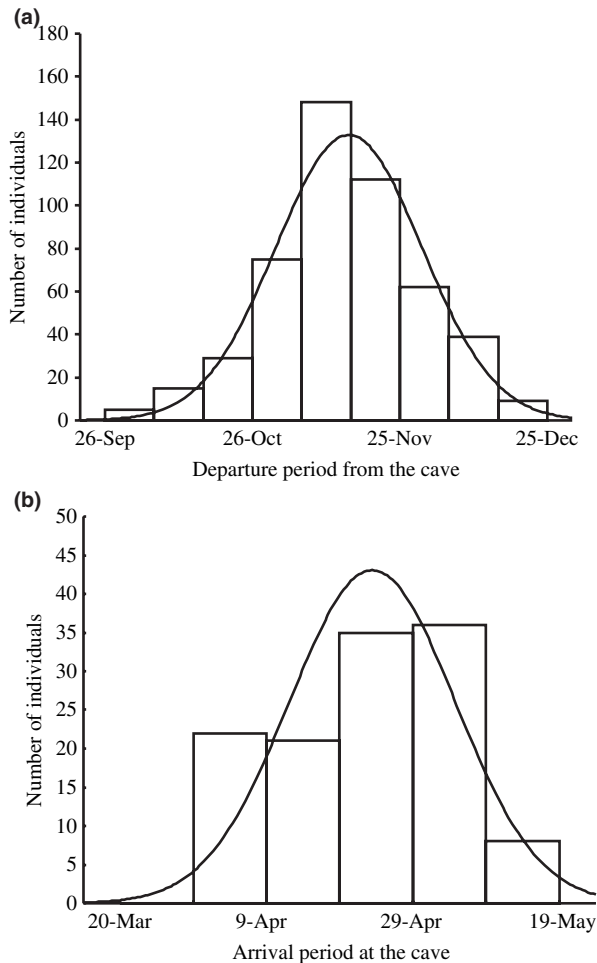 (a)
180
160
140
120
100
80
60
40
20
0
Number of individuals
26-Sep 26-Oct 25-Nov 25-Dec
Departure period from the cave
(b)
50
45
40
35
30
25
20
15
10
5
0
Number of individuals
20-Mar 9-Apr 29-Apr 19-May
Arrival period at the cave